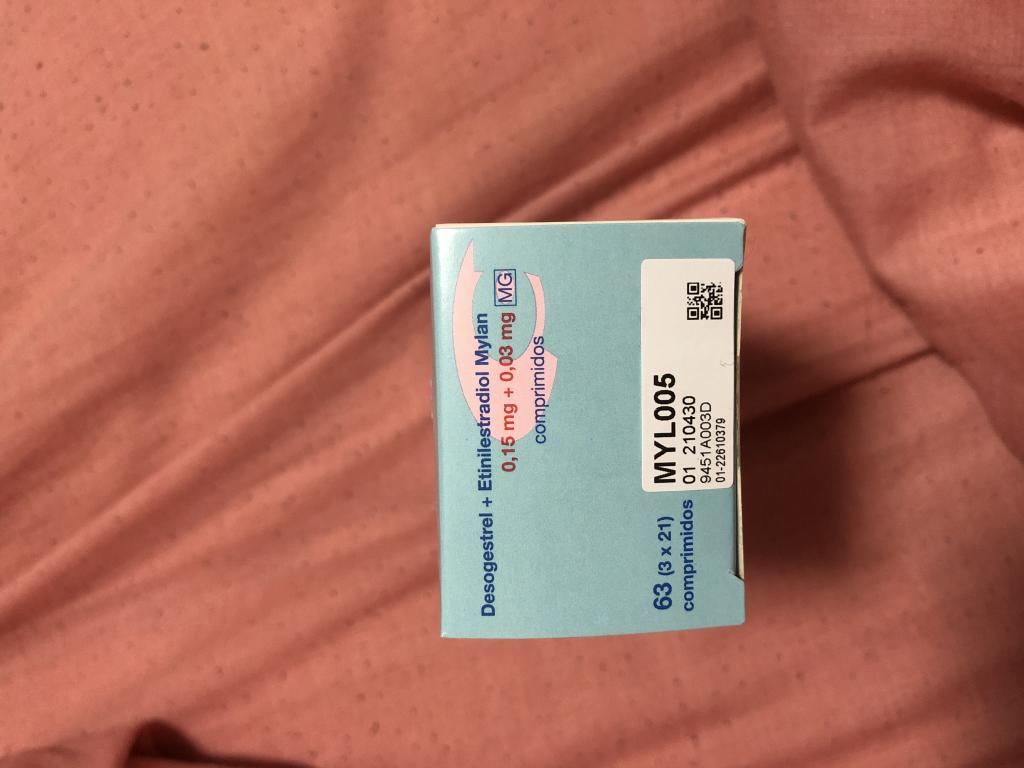 Desogestrel + Etinilestradiol Mylan
0,15 mg + 0,03 mg MG
comprimidos
63 (3 x 21)
comprimidos
MYL005
01 210430
9451A003D
01-22610379